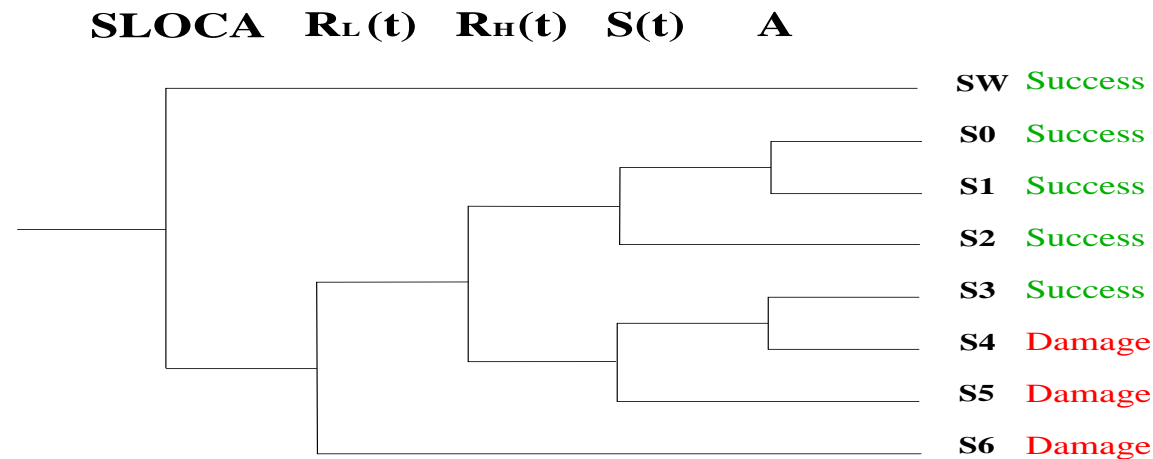 SLOCA RL(t) RH(t) S(t) A
SW Success
S0 Success
S1 Success
S2 Success
S3 Success
S4 Damage
S5 Damage
S6 Damage